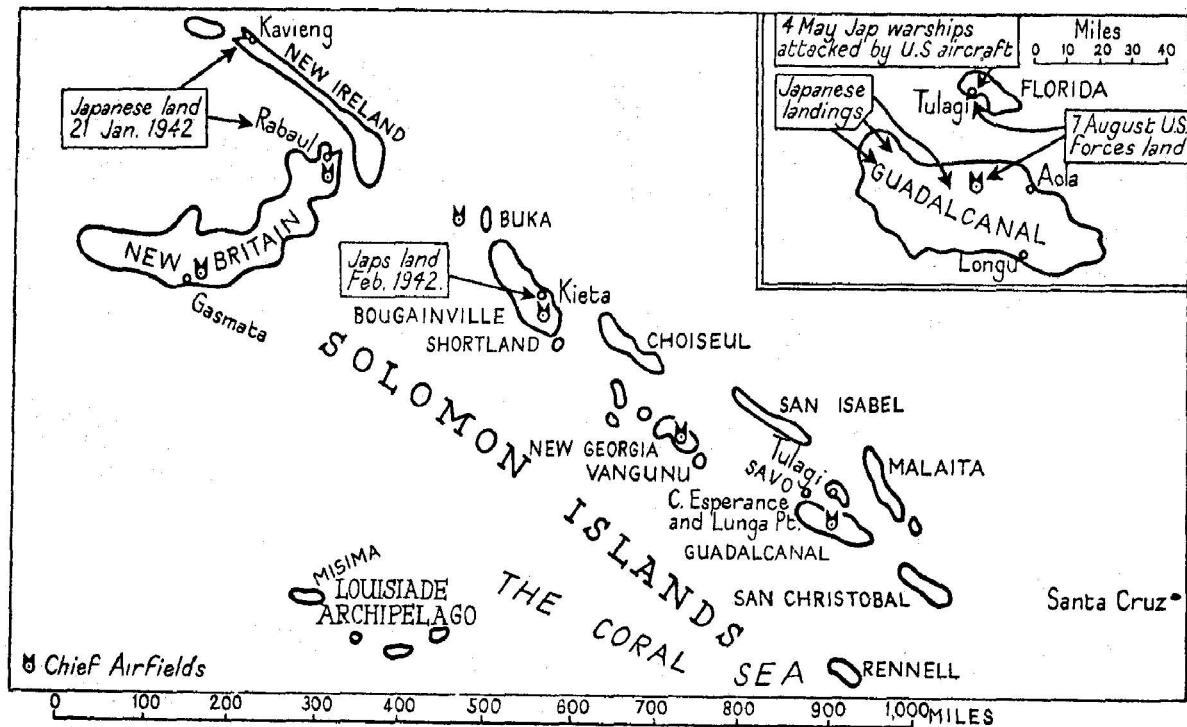 Kavieng
NEW IRELAND
Japanese land
21 Jan. 1942
Rabaul
NEW BRITAIN
Gasmata
BUKA
Japs land
Feb. 1942.
Kieta
BOUGAINVILLE
SHORTLAND
CHOISEUL
SOLOMON ISLANDS
SAN ISABEL
NEW GEORGIA
VANGUNU
Tulagi
SAVO
MALAITA
C. Esperance
and Lunga Pt.
GUADALCANAL
MISIMA
LOUISIADE
ARCHIPELAGO
THE CORAL SEA
SAN CHRISTOBAL
Santa Cruz
RENNELL
Chief Airfields
0 100 200 300 400 500 600 700 800 900 1,000 MILES
4 May Jap warships
attacked by U.S aircraft
Miles
0 10 20 30 40
FLORIDA
Tulagi
Japanese
landings
7 August U.S.
Forces land
GUADALCANAL
Aola
Longu